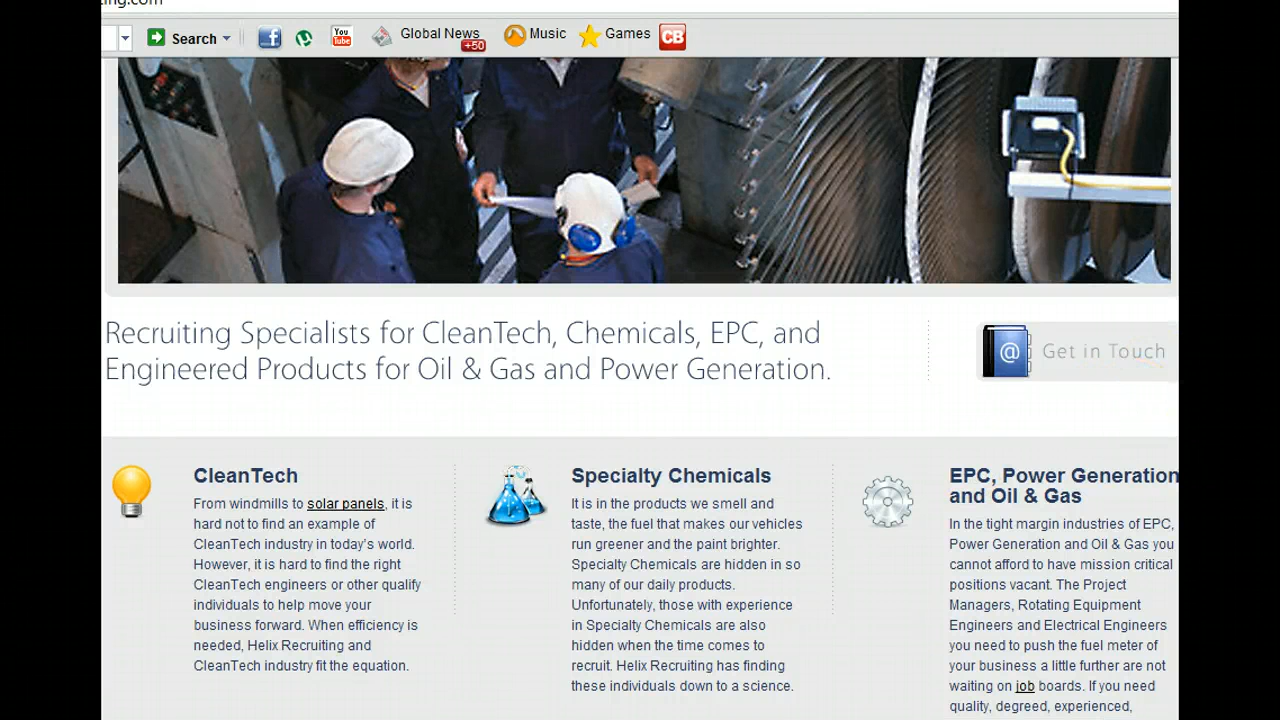 ting.com
Search
You
Tube
Global News
+50
Music
Games
CB
Recruiting Specialists for CleanTech, Chemicals, EPC, and
Engineered Products for Oil & Gas and Power Generation.
@
Get in Touch
CleanTech
From windmills to solar panels, it is
hard not to find an example of
CleanTech industry in today's world.
However, it is hard to find the right
CleanTech engineers or other qualify
individuals to help move your
business forward. When efficiency is
needed, Helix Recruiting and
CleanTech industry fit the equation.
Specialty Chemicals
It is in the products we smell and
taste, the fuel that makes our vehicles
run greener and the paint brighter.
Specialty Chemicals are hidden in so
many of our daily products.
Unfortunately, those with experience
in Specialty Chemicals are also
hidden when the time comes to
recruit. Helix Recruiting has finding
these individuals down to a science.
EPC, Power Generation
and Oil & Gas
In the tight margin industries of EPC,
Power Generation and Oil & Gas you
cannot afford to have mission critical
positions vacant. The Project
Managers, Rotating Equipment
Engineers and Electrical Engineers
you need to push the fuel meter of
your business a little further are not
waiting on job boards. If you need
quality, degreed, experienced,